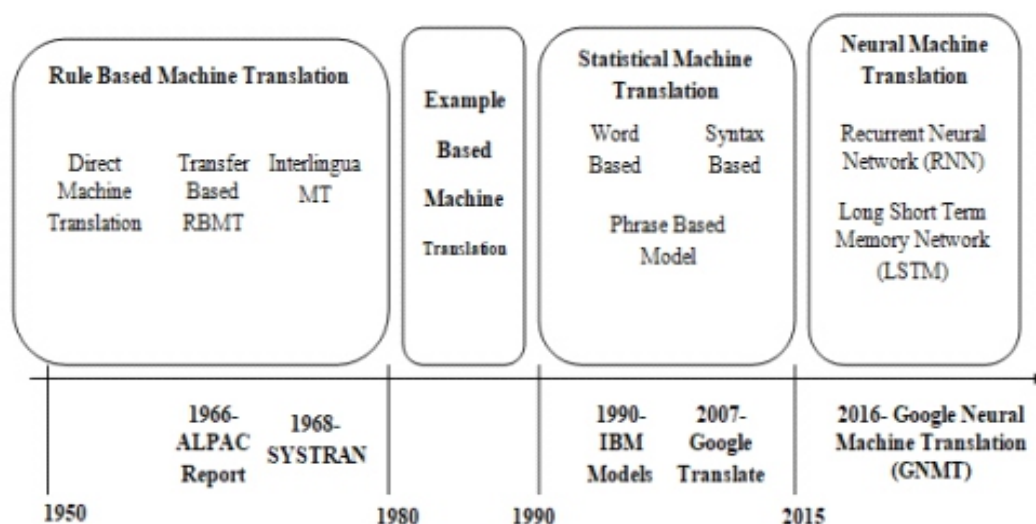 Rule Based Machine Translation
Direct
Machine
Translation
Transfer
Based
RBMT
Interlingua
MT
Example
Based
Machine
Translation
Statistical Machine
Translation
Word
Based
Syntax
Based
Phrase Based
Model
Neural Machine
Translation
Recurrent Neural
Network (RNN)
Long Short Term
Memory Network
(LSTM)
1966-
ALPAC
Report
1968-
SYSTRAN
1990-
IBM
Models
2007-
Google
Translate
2016- Google Neural
Machine Translation
(GNMT)
1950
1980
1990
2015